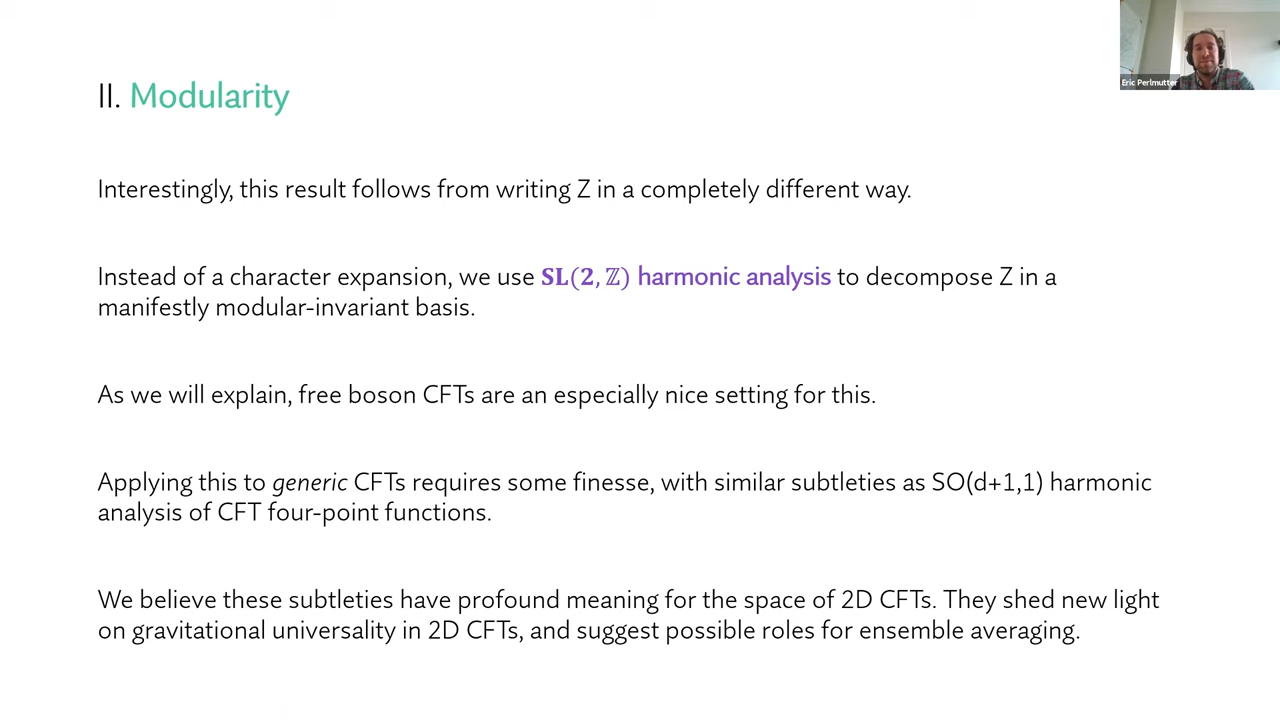 II. Modularity
Eric Perlmutter
Interestingly, this result follows from writing Z in a completely different way.
Instead of a character expansion, we use SL(2, ℤ) harmonic analysis to decompose Z in a
manifestly modular-invariant basis.
As we will explain, free boson CFTs are an especially nice setting for this.
Applying this to generic CFTs requires some finesse, with similar subtleties as SO(d+1,1) harmonic
analysis of CFT four-point functions.
We believe these subtleties have profound meaning for the space of 2D CFTs. They shed new light
on gravitational universality in 2D CFTs, and suggest possible roles for ensemble averaging.